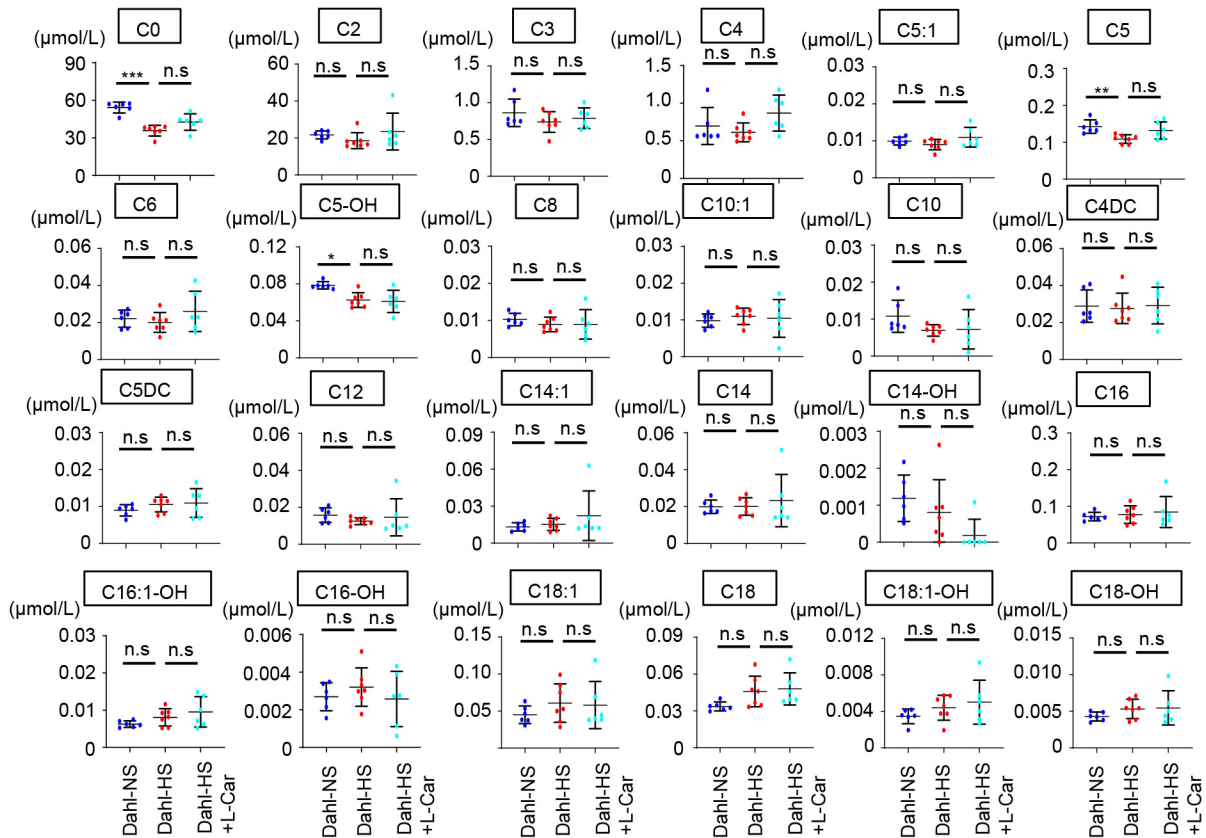 C0 C2 C3 C4 C5:1 C5
(μmol/L) (μmol/L) (μmol/L) (μmol/L) (μmol/L) (μmol/L)
*** n.s n.s n.s n.s n.s n.s n.s n.s n.s ** n.s
90 60 1.5 1.5 0.03 0.3
60 40 1.0 1.0 0.02 0.2
30 20 0.5 0.5 0.01 0.1
0 0 0 0 0 0
C6 C5-OH C8 C10:1 C10 C4DC
(μmol/L) (μmol/L) (μmol/L) (μmol/L) (μmol/L) (μmol/L)
n.s n.s * n.s n.s n.s n.s n.s n.s n.s n.s n.s
0.06 0.12 0.03 0.03 0.03 0.06
0.04 0.08 0.02 0.02 0.02 0.04
0.02 0.04 0.01 0.01 0.01 0.02
0 0 0 0 0 0
C5DC C12 C14:1 C14 C14-OH C16
(μmol/L) (μmol/L) (μmol/L) (μmol/L) (μmol/L) (μmol/L)
n.s n.s n.s n.s n.s n.s n.s n.s n.s n.s n.s n.s
0.03 0.06 0.09 0.06 0.003 0.3
0.02 0.04 0.06 0.04 0.002 0.2
0.01 0.02 0.03 0.02 0.001 0.1
0 0 0 0 0 0
C16:1-OH C16-OH C18:1 C18 C18:1-OH C18-OH
(μmol/L) (μmol/L) (μmol/L) (μmol/L) (μmol/L) (μmol/L)
n.s n.s n.s n.s n.s n.s n.s n.s n.s n.s n.s n.s
0.03 0.006 0.15 0.09 0.012 0.015
0.02 0.004 0.10 0.06 0.008 0.010
0.01 0.002 0.05 0.03 0.004 0.005
0 0 0 0 0 0
Dahl-NS Dahl-HS Dahl-HS Dahl-NS Dahl-HS Dahl-HS Dahl-NS Dahl-HS Dahl-HS Dahl-NS Dahl-HS Dahl-HS Dahl-NS Dahl-HS Dahl-HS Dahl-NS Dahl-HS Dahl-HS
+L-Car +L-Car +L-Car +L-Car +L-Car +L-Car